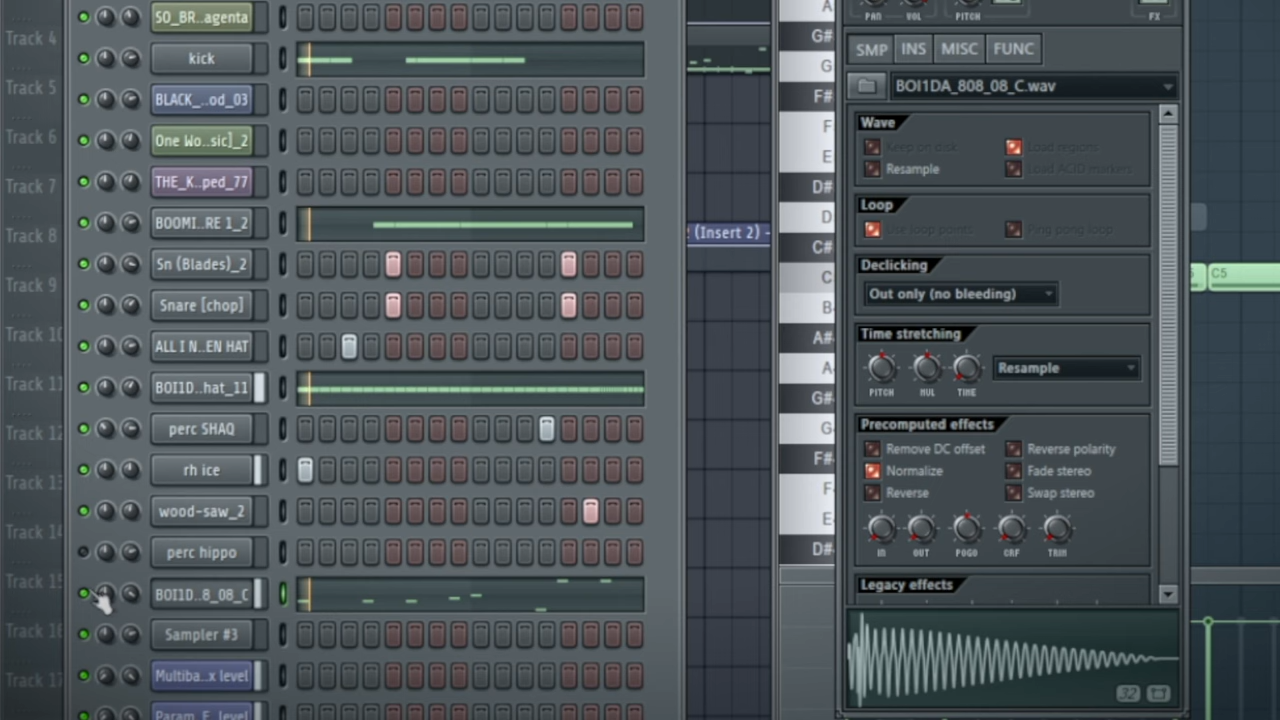 SO_BR..agenta
Track 4
kick
Track 5
BLACK_..od_03
Track 6
One Wo..sic]_2
Track 7
THE_K..ped_77
Track 8
BOOMI..RE 1_2
Sn (Blades)_2
Track 9
Snare [chop]
Track 10
ALL I N..EN HAT
Track 11
BOI1D..hat_11
Track 12
perc SHAQ
Track 13
rh ice
wood-saw_2
Track 14
perc hippo
Track 15
BOI1D..8_08_C
Track 16
Sampler #3
Track 17
Multiba..x level
Param. E. level
(Insert 2) -
A
G#
G
F#
F
E
D#
D
C#
C
B
A#
A
G#
G
F#
F
E
D#
C5
PAN VOL PITCH FX
SMP INS MISC FUNC
BOI1DA_808_08_C.wav
Wave
Keep on disk Load regions
Resample Load ACID markers
Loop
Use loop points Ping pong loop
Declicking
Out only (no bleeding)
Time stretching
Resample
PITCH MUL TIME
Precomputed effects
Remove DC offset Reverse polarity
Normalize Fade stereo
Reverse Swap stereo
IN OUT POGO CRF TRIM
Legacy effects
32